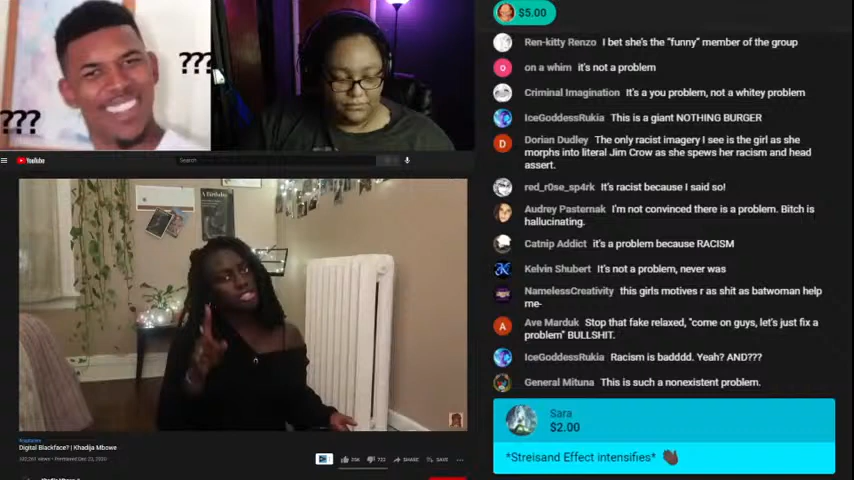 ???
???
YouTube
Search
A Birthday
Digital Blackface? | Khadija Mbowe
722
SHARE
SAVE
$5.00
Ren-kitty Renzo I bet she's the "funny" member of the group
on a whim it's not a problem
Criminal Imagination It's a you problem, not a whitey problem
IceGoddessRukia This is a giant NOTHING BURGER
Dorian Dudley The only racist imagery I see is the girl as she
morphs into literal Jim Crow as she spews her racism and head
assert.
red_r0se_sp4rk It's racist because I said so!
Audrey Pasternak I'm not convinced there is a problem. Bitch is
hallucinating.
Catnip Addict it's a problem because RACISM
Kelvin Shubert It's not a problem, never was
NamelessCreativity this girls motives r as shit as batwoman help
me-
Ave Marduk Stop that fake relaxed, "come on guys, let's just fix a
problem" BULLSHIT.
IceGoddessRukia Racism is badddd. Yeah? AND???
General Mituna This is such a nonexistent problem.
Sara
$2.00
*Streisand Effect intensifies*